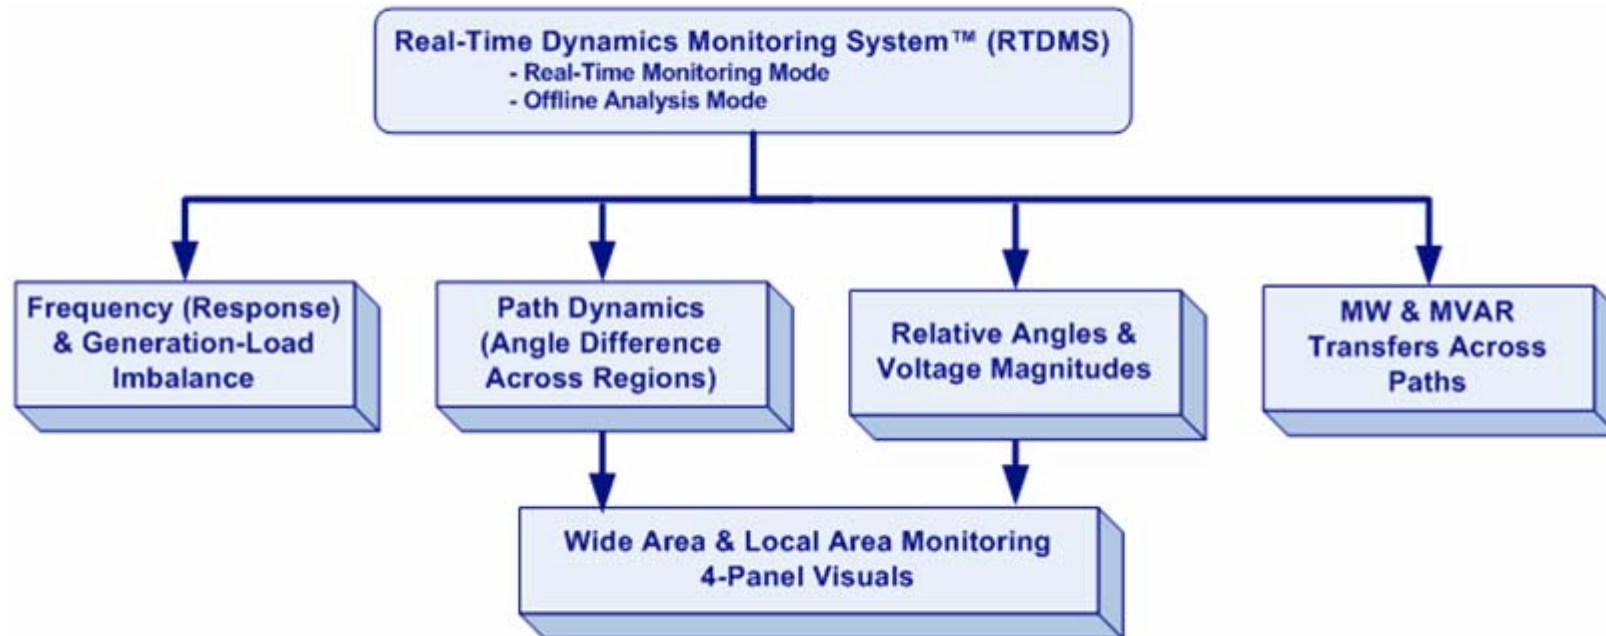 Real-Time Dynamics Monitoring System™ (RTDMS)
- Real-Time Monitoring Mode
- Offline Analysis Mode
Frequency (Response)
& Generation-Load
Imbalance
Path Dynamics
(Angle Difference
Across Regions)
Relative Angles &
Voltage Magnitudes
MW & MVAR
Transfers Across
Paths
Wide Area & Local Area Monitoring
4-Panel Visuals